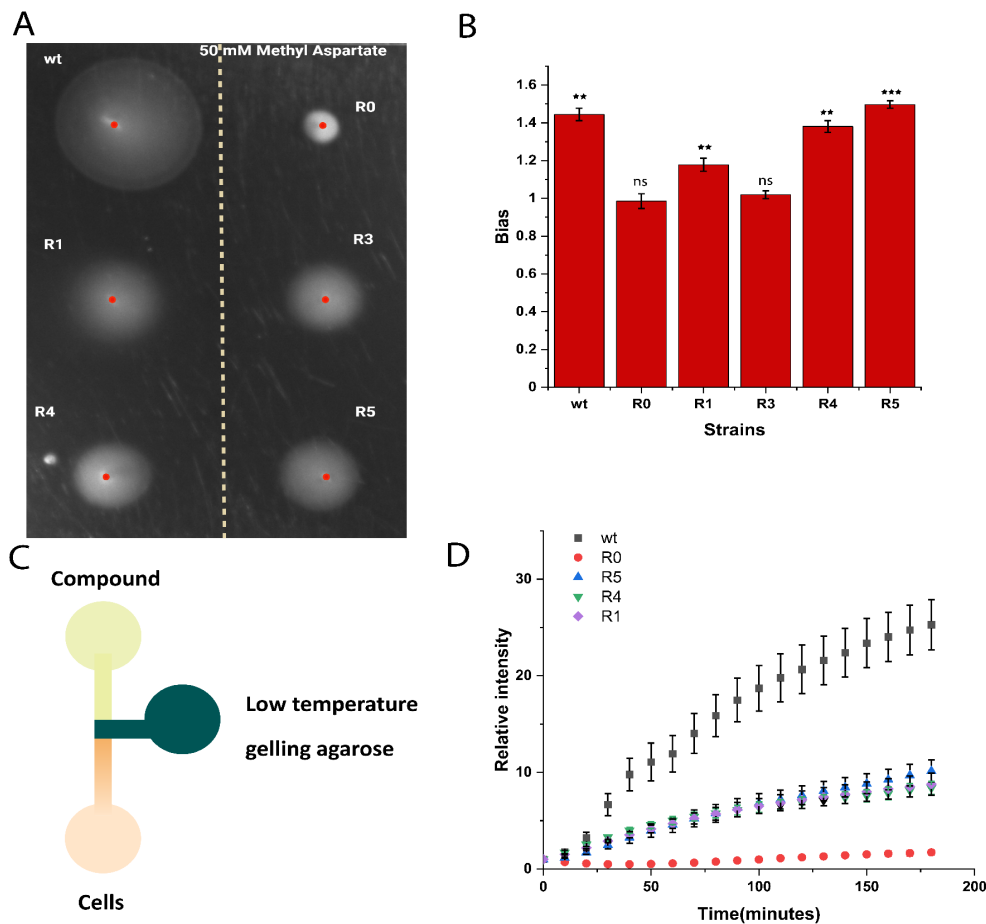 A
50 mM Methyl Aspartate
wt
R0
R1
R3
R4
R5
B
1.6
1.4
1.2
1
0.8
0.6
0.4
0.2
0
Bias
**
ns
**
ns
**
***
wt R0 R1 R3 R4 R5
Strains
C
Compound
Low temperature
gelling agarose
Cells
D
wt
R0
R5
R4
R1
30
20
10
0
Relative intensity
0 50 100 150 200
Time(minutes)